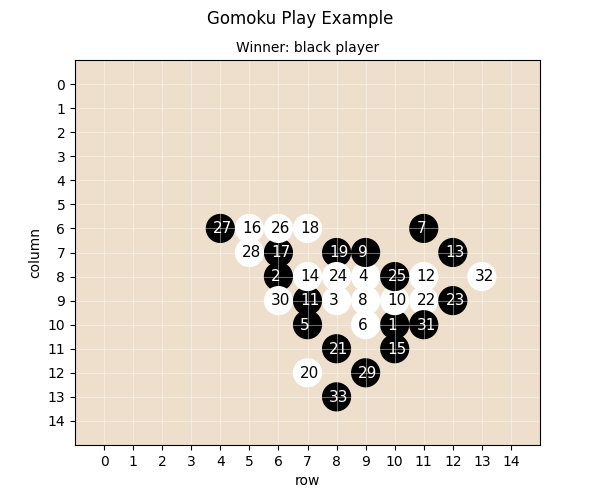 Gomoku Play Example
Winner: black player
0
1
2
3
4
5
6 27 16 26 18 7
7 28 17 19 9 13
8 2 14 24 4 25 12 32
9 30 11 3 8 10 22 23
10 5 6 1 31
11 21 15
12 20 29
13 33
14
column
0 1 2 3 4 5 6 7 8 9 10 11 12 13 14
row